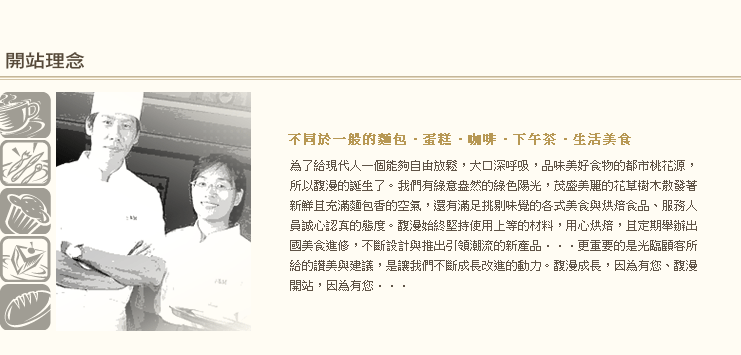 開站理念
不同於一般的麵包‧蛋糕‧咖啡‧下午茶‧生活美食
為了給現代人一個能夠自由放鬆，大口深呼吸，品味美好食物的都市桃花源，
所以馥漫的誕生了。我們有綠意盎然的綠色陽光，茂盛美麗的花草樹木散發著
新鮮且充滿麵包香的空氣，還有滿足挑剔味覺的各式美食與烘焙食品、服務人
員誠心認真的態度。馥漫始終堅持使用上等的材料，用心烘焙，且定期舉辦出
國美食進修，不斷設計與推出引領潮流的新產品‧‧‧更重要的是光臨顧客所
給的讚美與建議，是讓我們不斷成長改進的動力。馥漫成長，因為有您、馥漫
開站，因為有您‧‧‧